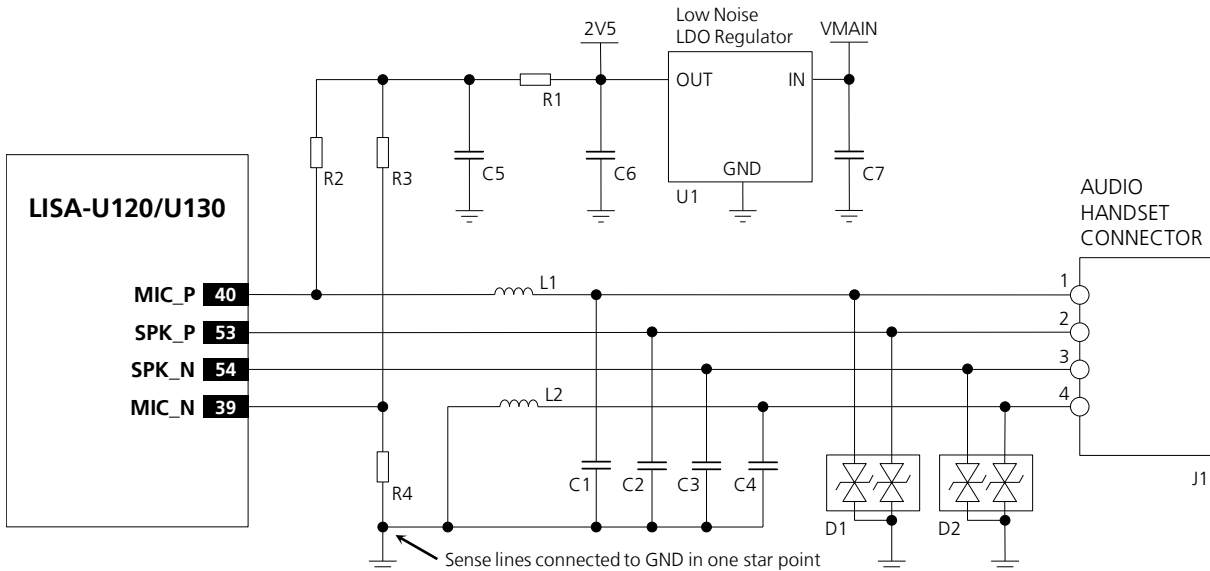 Low Noise
LDO Regulator
2V5
VMAIN
OUT
IN
R1
R2
R3
C5
C6
GND
C7
U1
LISA-U120/U130
AUDIO
HANDSET
CONNECTOR
MIC_P 40
L1
1
SPK_P 53
2
SPK_N 54
3
MIC_N 39
L2
4
R4
C1
C2
C3
C4
D1
D2
J1
Sense lines connected to GND in one star point